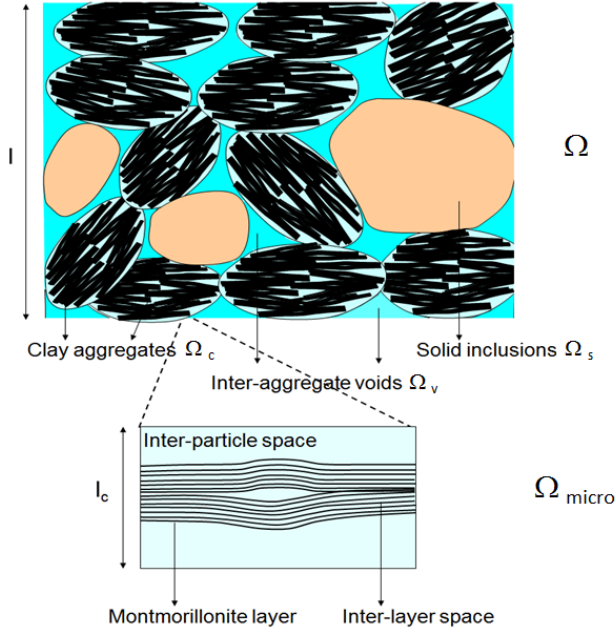 Ω
l
Clay aggregates Ω c
Solid inclusions Ω s
Inter-aggregate voids Ω v
Inter-particle space
l c
Ω micro
Montmorillonite layer
Inter-layer space